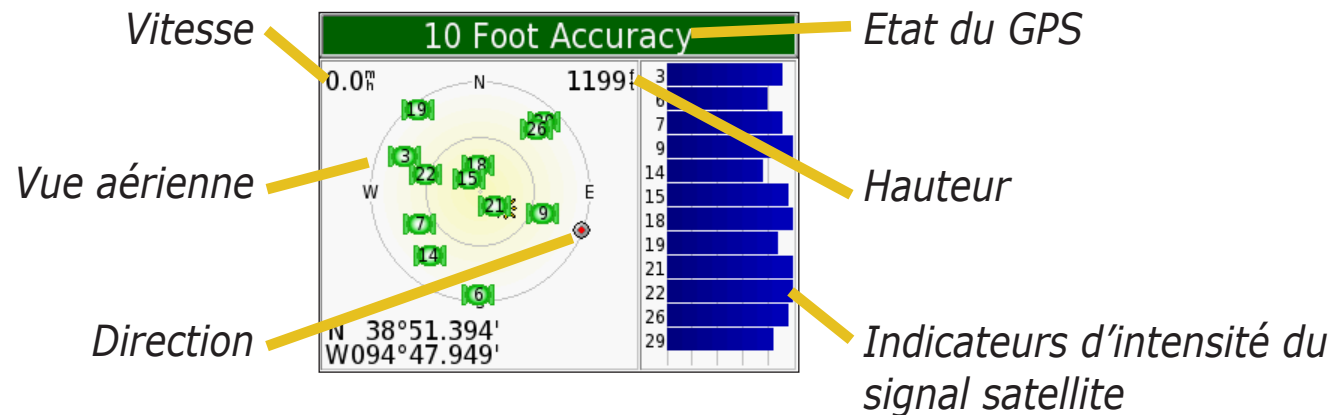 Vitesse
10 Foot Accuracy
Etat du GPS
0.0 mh
N
1199 ft
3
6
7
9
14
15
18
19
21
22
26
29
19
26
3
22
18
15
W
E
21
9
7
14
6
Vue aérienne
Hauteur
Direction
N 38°51.394'
W094°47.949'
Indicateurs d'intensité du
signal satellite